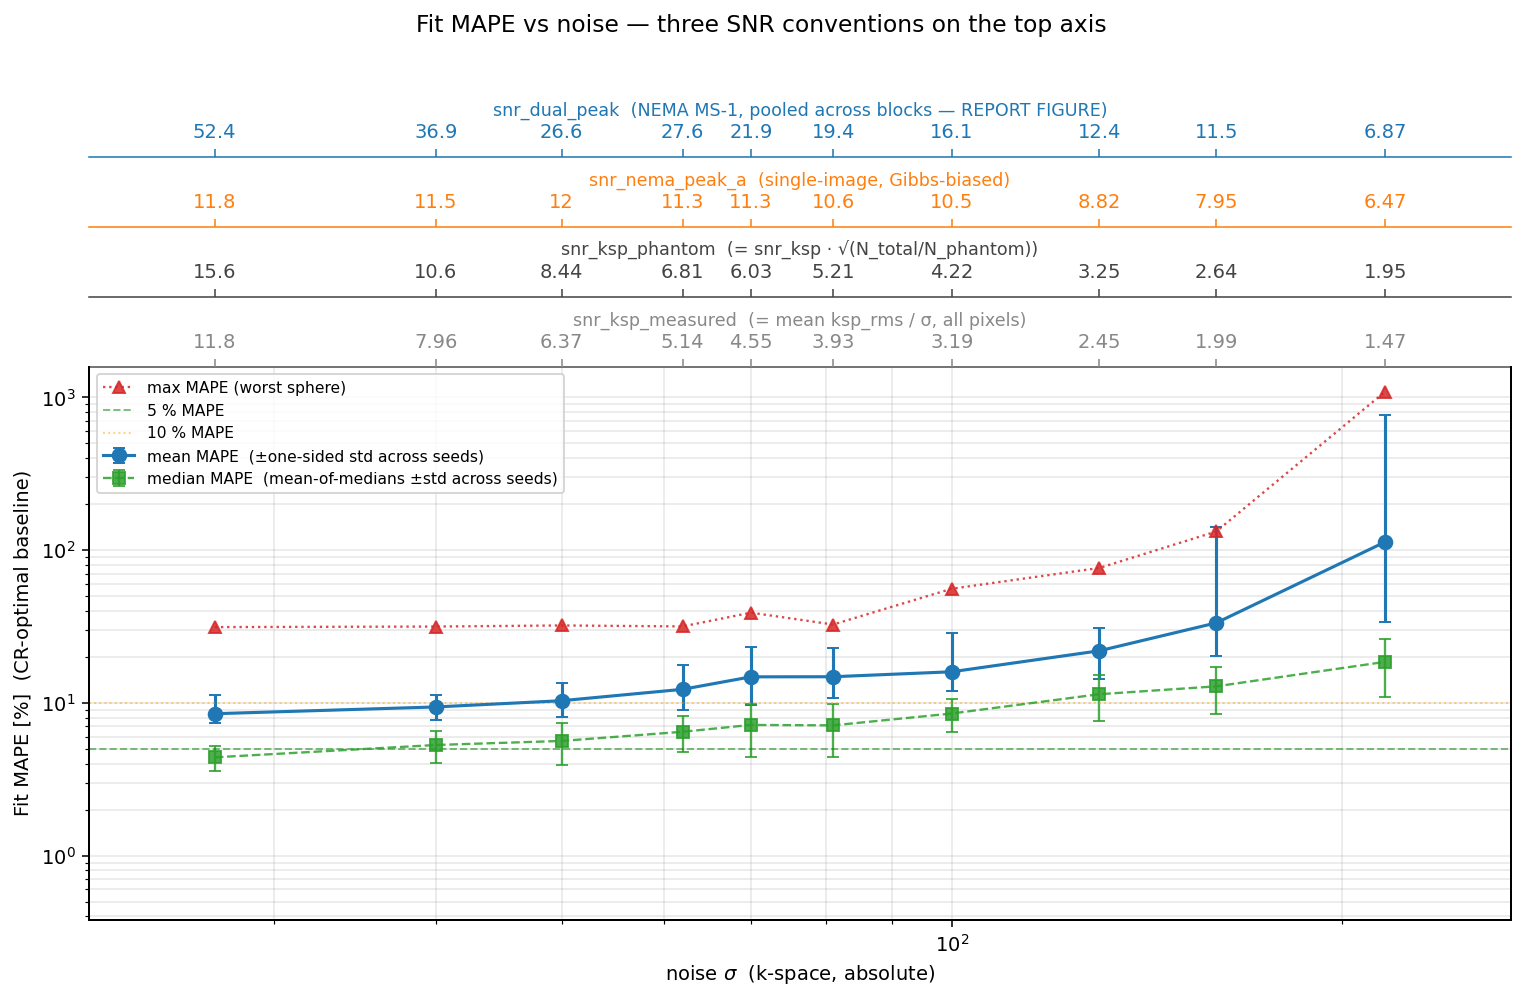 Fit MAPE vs noise — three SNR conventions on the top axis
snr_dual_peak (NEMA MS-1, pooled across blocks — REPORT FIGURE)
52.4 36.9 26.6 27.6 21.9 19.4 16.1 12.4 11.5 6.87
snr_nema_peak_a (single-image, Gibbs-biased)
11.8 11.5 12 11.3 11.3 10.6 10.5 8.82 7.95 6.47
snr_ksp_phantom (= snr_ksp · √(N_total/N_phantom))
15.6 10.6 8.44 6.81 6.03 5.21 4.22 3.25 2.64 1.95
snr_ksp_measured (= mean ksp_rms / σ, all pixels)
11.8 7.96 6.37 5.14 4.55 3.93 3.19 2.45 1.99 1.47
max MAPE (worst sphere)
5 % MAPE
10 % MAPE
mean MAPE (±one-sided std across seeds)
median MAPE (mean-of-medians ±std across seeds)
Fit MAPE [%] (CR-optimal baseline)
10³
10²
10¹
10⁰
10²
noise σ (k-space, absolute)